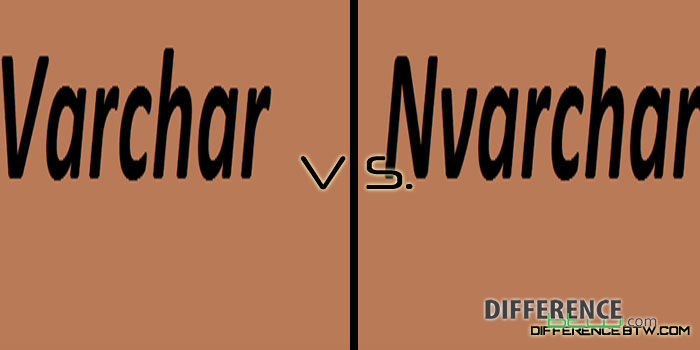 Varchar
VS.
Nvarchar
DIFFERENCE
.com
DIFFERENCEBTW.COM